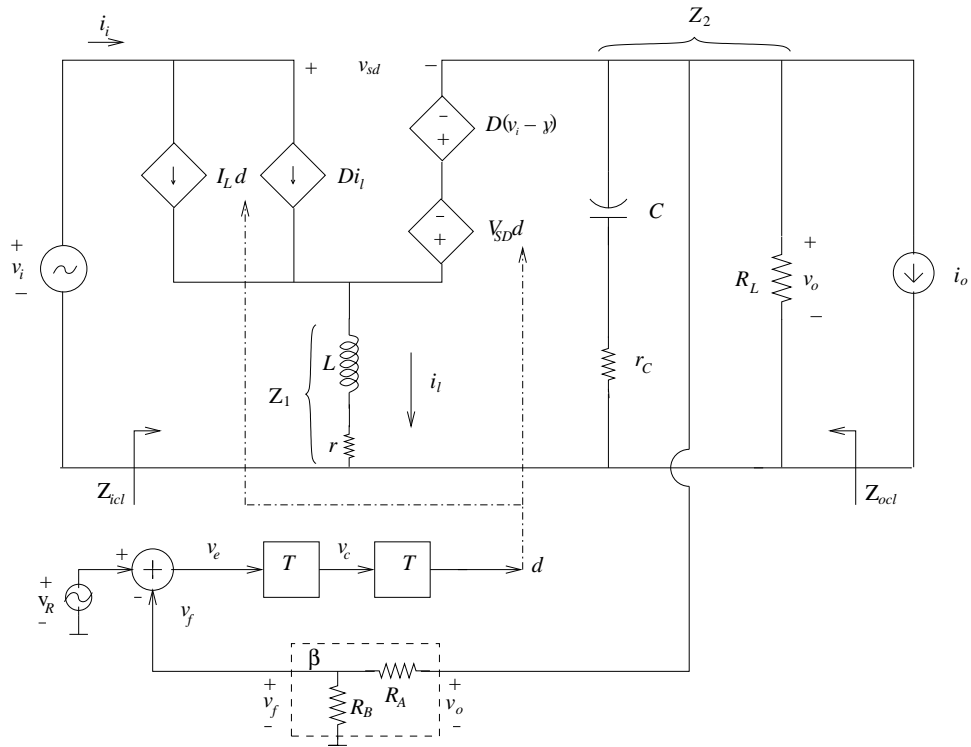 i_i
Z_2
+ v_sd −
− + D(v_i − y)
I_L d
Di_l
− + V_SD d
C
+ v_i −
+ v_o −
R_L
i_o
L
Z_1
i_l
r_C
r
Z_icl
Z_ocl
+ v_R −
+ + −
v_e
T
v_c
T
d
v_f
β
+ v_f −
R_B
R_A
+ v_o −